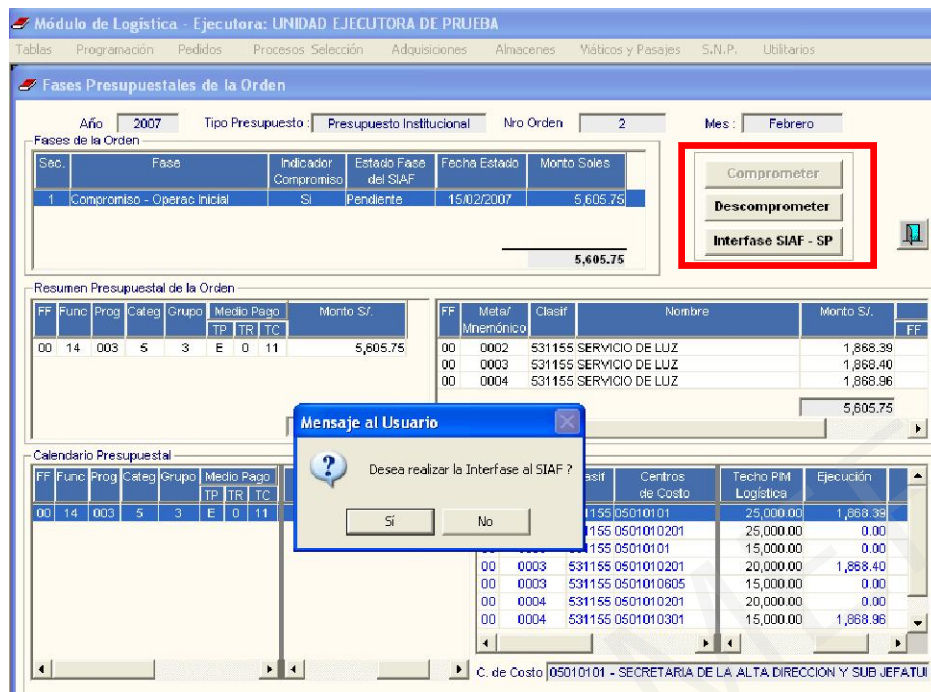 Módulo de Logística - Ejecutora: UNIDAD EJECUTORA DE PRUEBA
Tablas Programación Pedidos Procesos Selección Adquisiciones Almacenes Viáticos y Pasajes S.N.P. Utilitarios
Fases Presupuestales de la Orden
Año 2007 Tipo Presupuesto : Presupuesto Institucional Nro Orden 2 Mes : Febrero
Fases de la Orden
Sec. Fase Indicador Compromiso Estado Fase del SIAF Fecha Estado Monto Soles
1 Compromiso - Operac Inicial Si Pendiente 15/02/2007 5,605.75
5,605.75
Comprometer
Descomprometer
Interfase SIAF - SP
Resumen Presupuestal de la Orden
FF Func Prog Categ Grupo Medio Pago Monto S/.
TP TR TC
00 14 003 5 3 E 0 11 5,605.75
FF Meta/ Mnemónico Clasif Nombre Monto S/. FF
00 0002 531155 SERVICIO DE LUZ 1,868.39
00 0003 531155 SERVICIO DE LUZ 1,868.40
00 0004 531155 SERVICIO DE LUZ 1,868.96
5,605.75
Mensaje al Usuario
Desea realizar la Interfase al SIAF ?
Sí No
Calendario Presupuestal
FF Func Prog Categ Grupo Medio Pago
TP TR TC
00 14 003 5 3 E 0 11
asif Centros de Costo Techo PIM Logística Ejecución
1155 05010101 25,000.00 1,868.39
1155 0501010201 25,000.00 0.00
1155 05010101 15,000.00 0.00
00 0003 531155 0501010201 20,000.00 1,868.40
00 0003 531155 0501010605 15,000.00 0.00
00 0004 531155 0501010201 20,000.00 0.00
00 0004 531155 0501010301 15,000.00 1,868.96
C. de Costo 05010101 - SECRETARIA DE LA ALTA DIRECCION Y SUB JEFATU
MEF